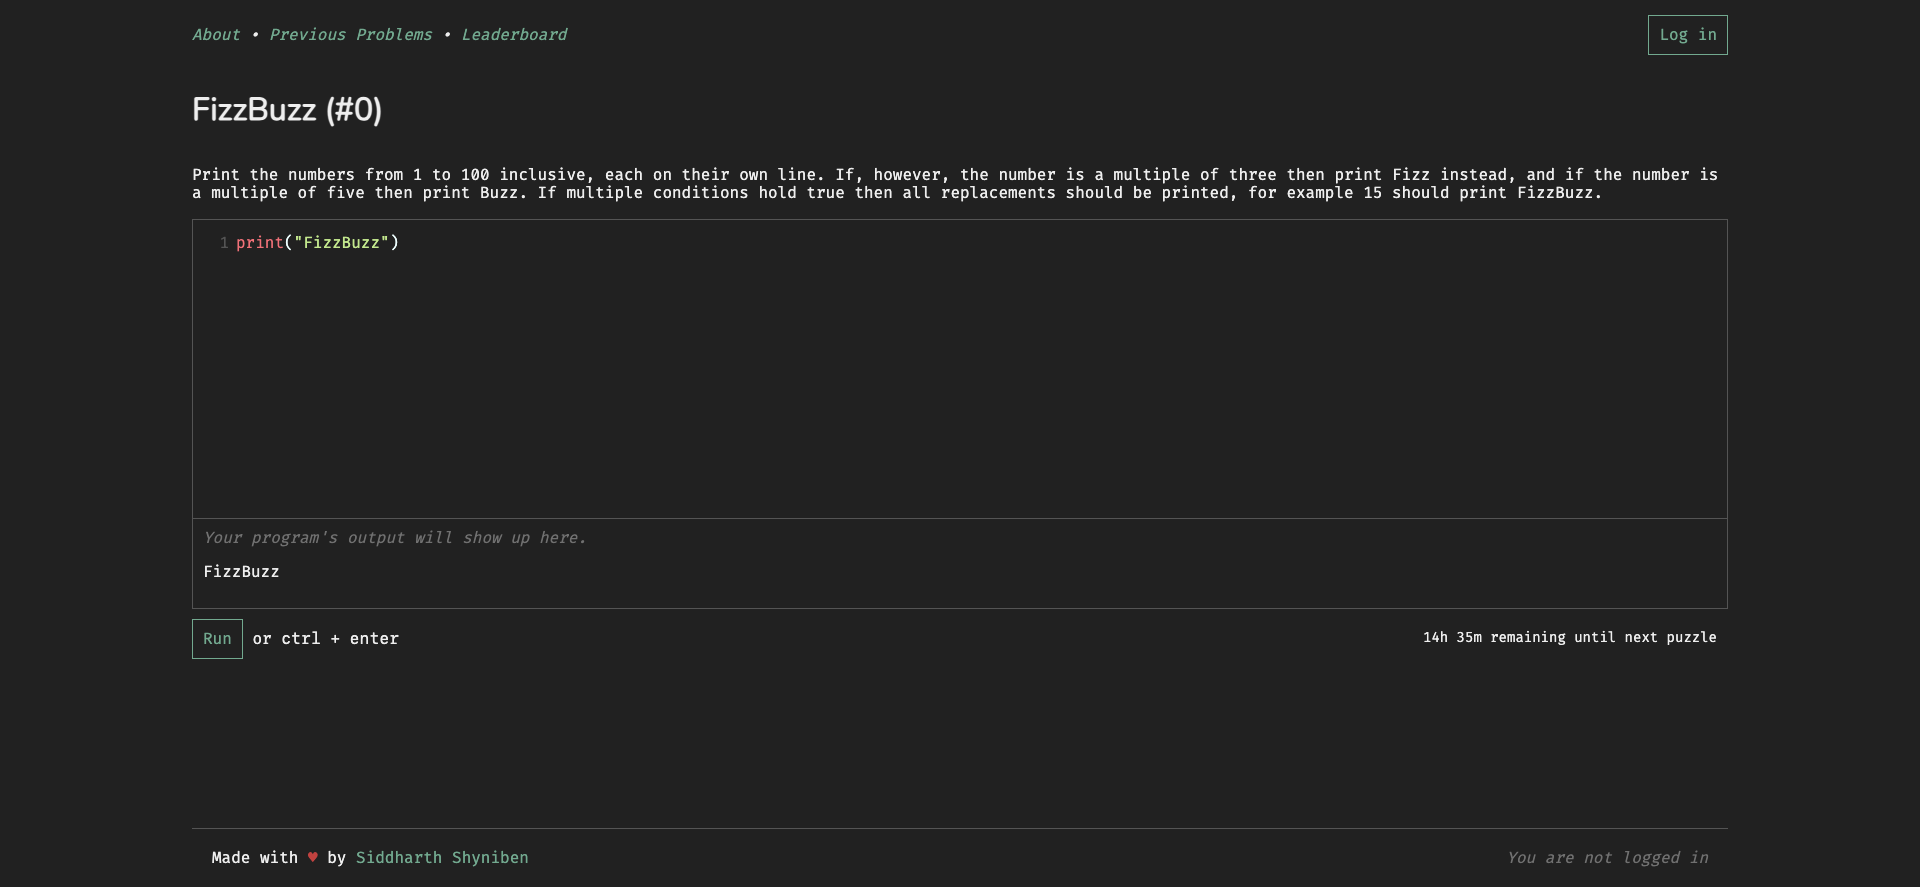 About • Previous Problems • Leaderboard
Log in
FizzBuzz (#0)
Print the numbers from 1 to 100 inclusive, each on their own line. If, however, the number is a multiple of three then print Fizz instead, and if the number is
a multiple of five then print Buzz. If multiple conditions hold true then all replacements should be printed, for example 15 should print FizzBuzz.
1 print("FizzBuzz")
Your program's output will show up here.
FizzBuzz
Run or ctrl + enter
14h 35m remaining until next puzzle
Made with ♥ by Siddharth Shyniben
You are not logged in